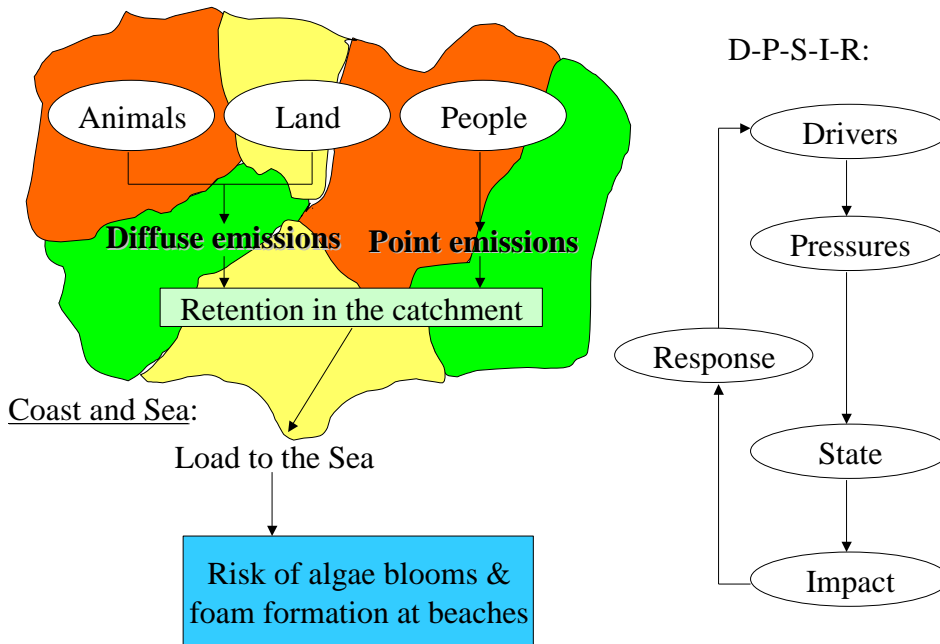 D-P-S-I-R:
Animals
Land
People
Diffuse emissions
Point emissions
Retention in the catchment
Coast and Sea:
Load to the Sea
Risk of algae blooms &
foam formation at beaches
Drivers
Pressures
Response
State
Impact